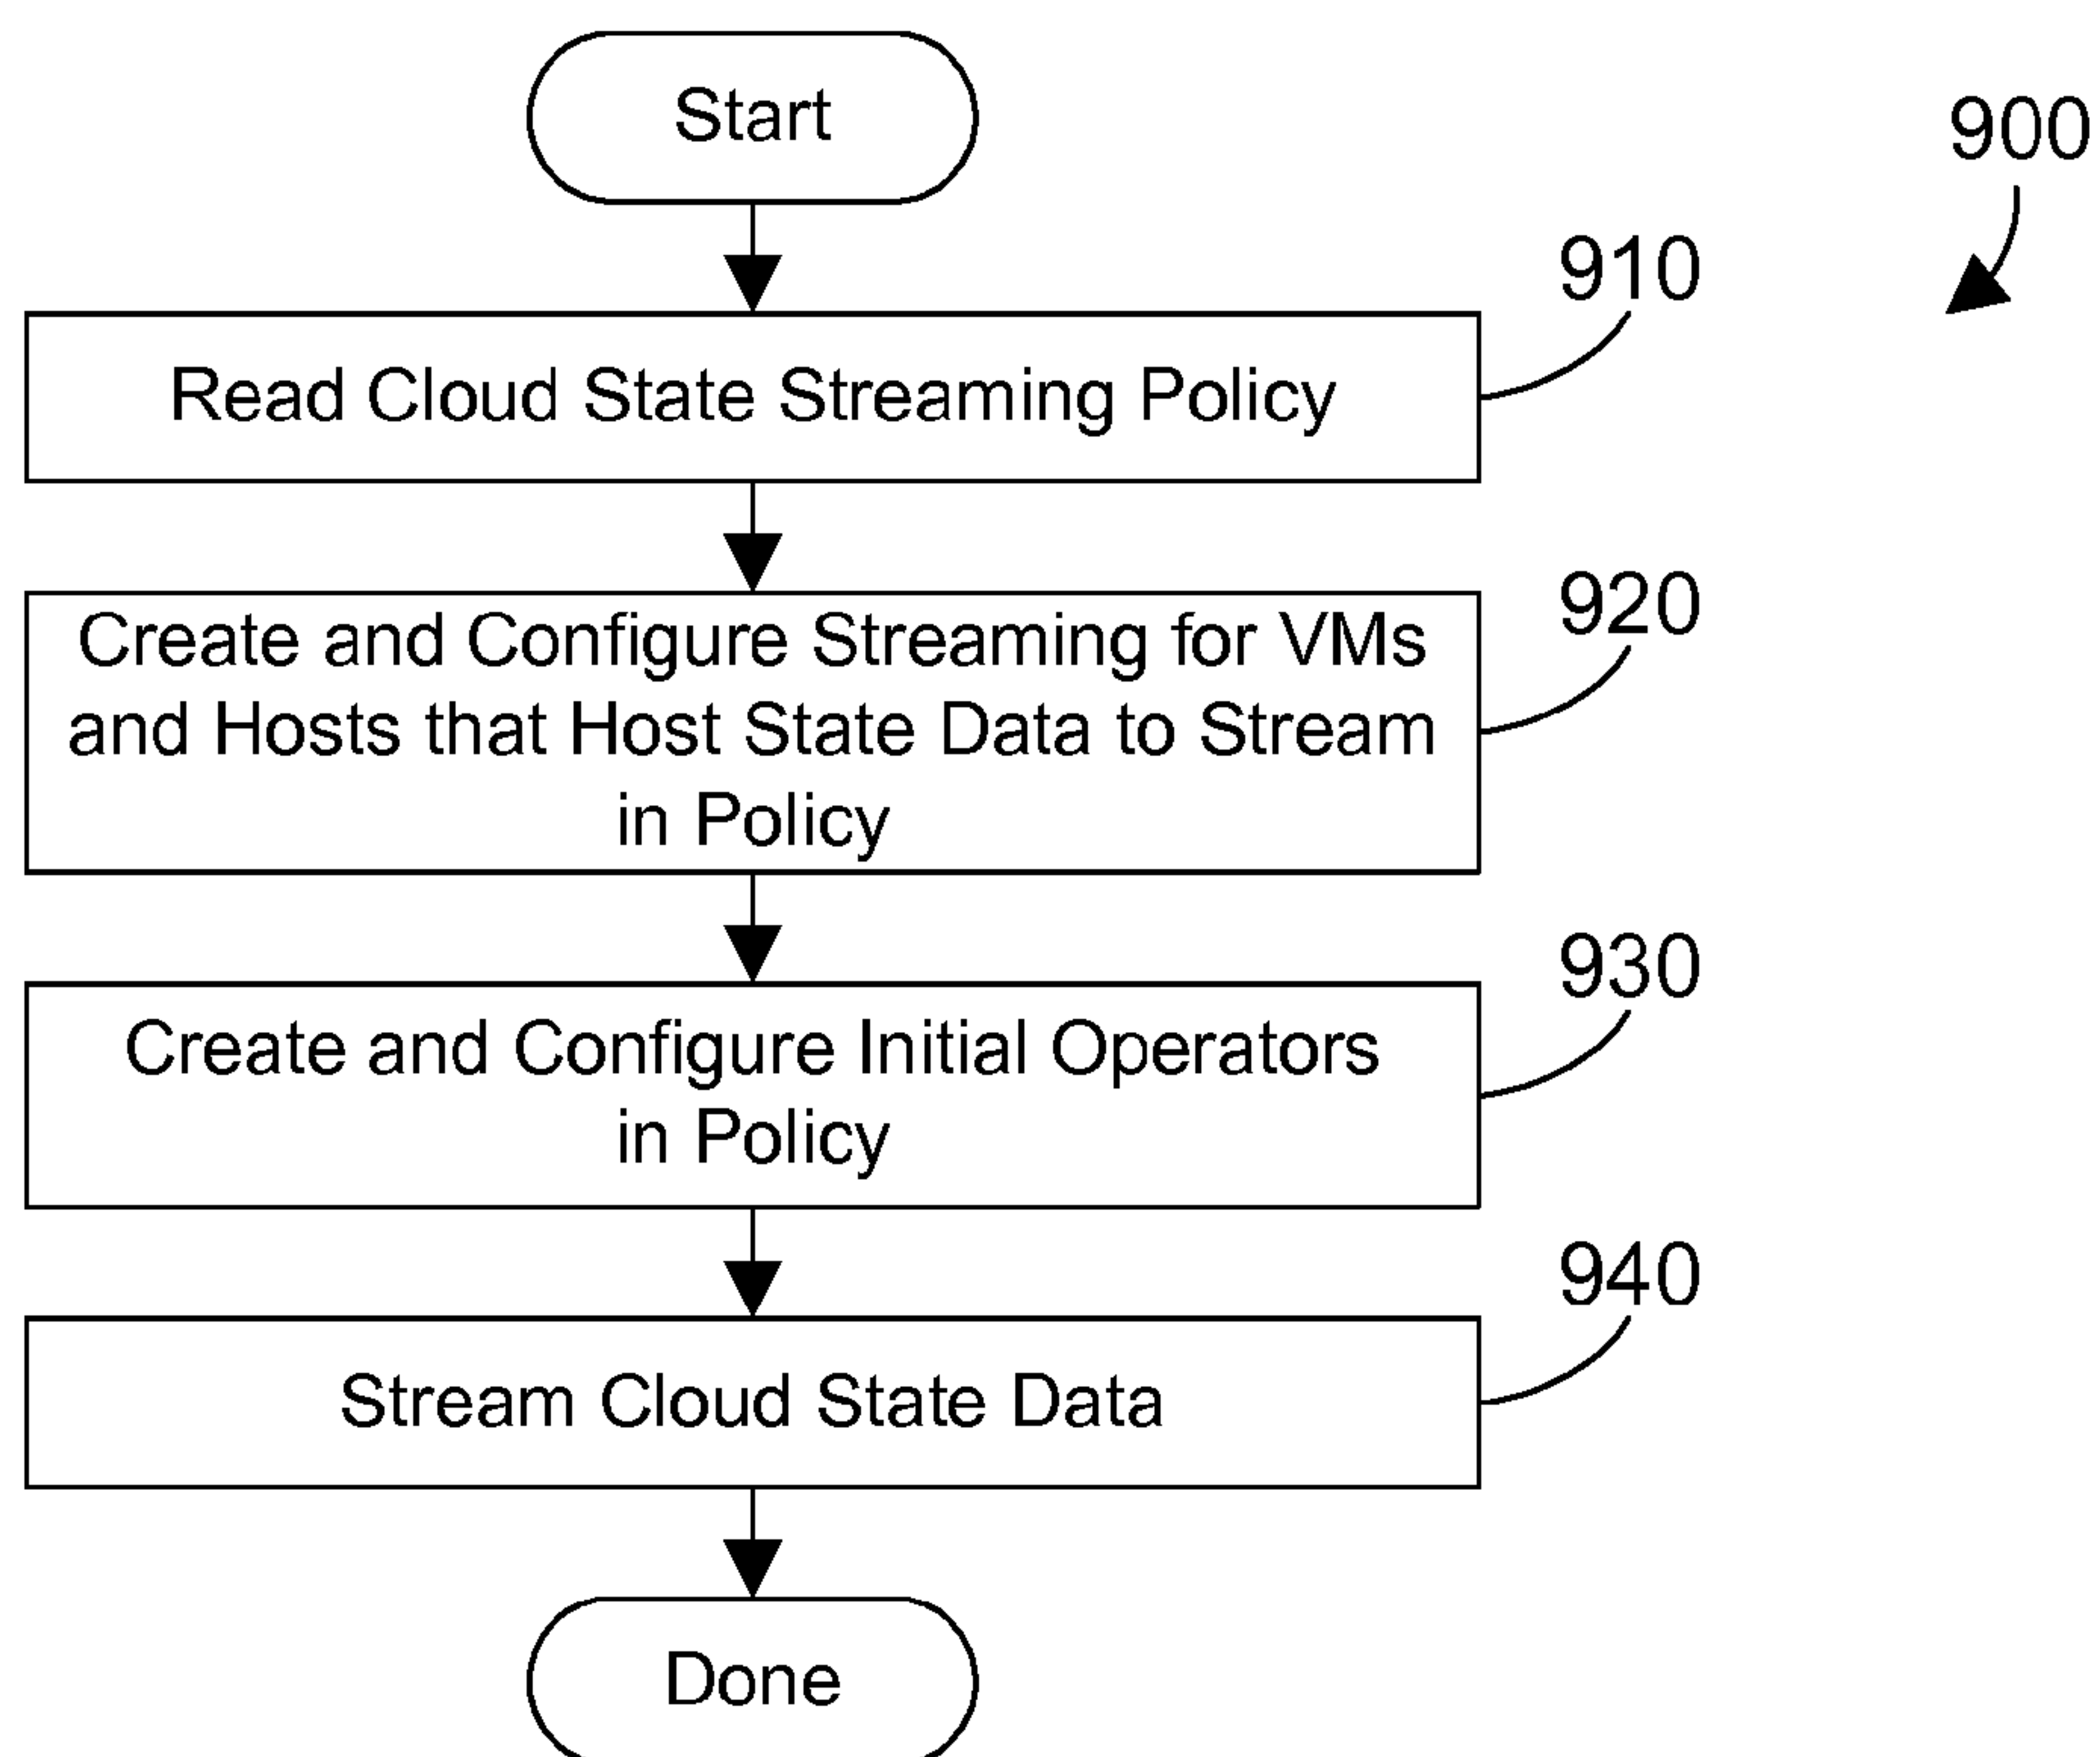 Start
900
910
Read Cloud State Streaming Policy
920
Create and Configure Streaming for VMs
and Hosts that Host State Data to Stream
in Policy
930
Create and Configure Initial Operators
in Policy
940
Stream Cloud State Data
Done